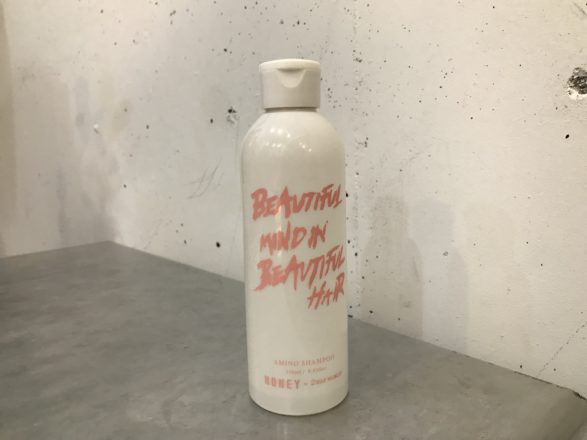 BEAUTIFUL
MIND IN
BEAUTIFUL
HAIR
AMINO SHAMPOO
HONEY